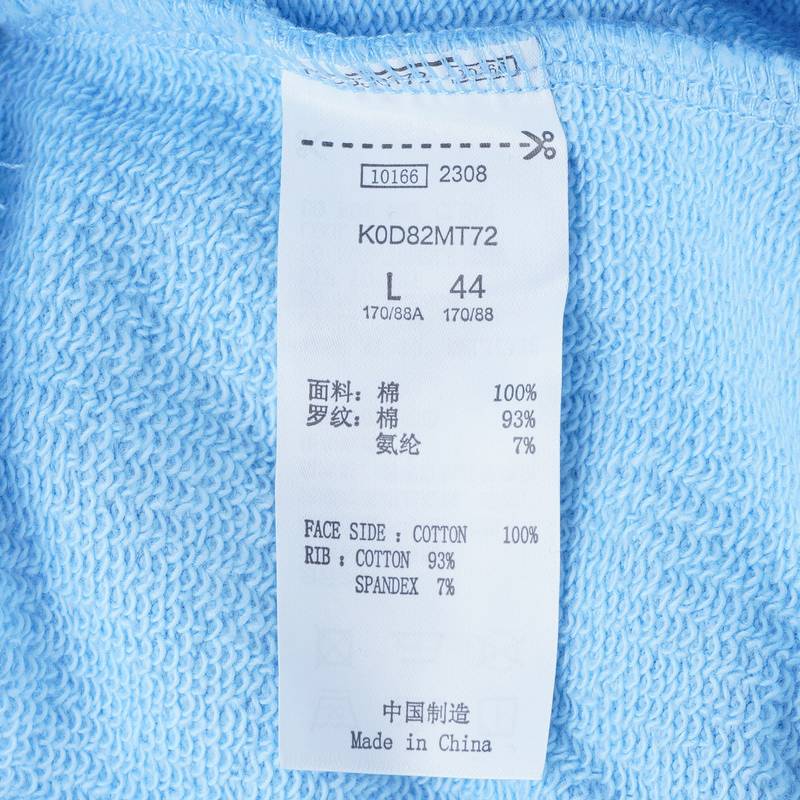 10166 2308
K0D82MT72
L 44
170/88A 170/88
面料：棉 100%
罗纹：棉 93%
氨纶 7%
FACE SIDE : COTTON 100%
RIB : COTTON 93%
SPANDEX 7%
中国制造
Made in China